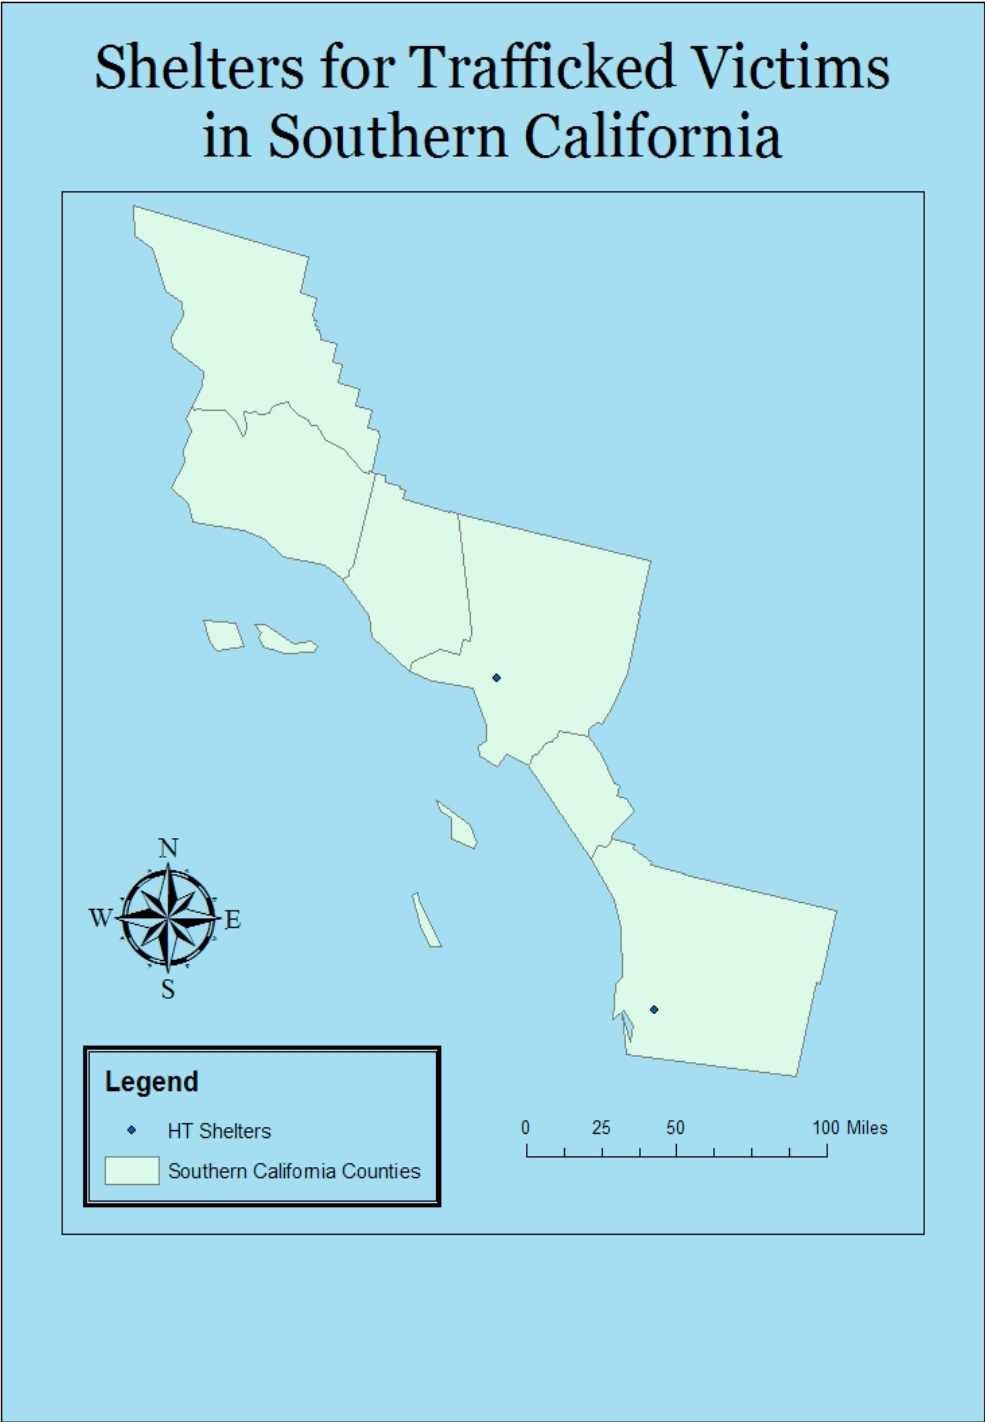 Shelters for Trafficked Victims
in Southern California
N
W E
S
Legend
HT Shelters
Southern California Counties
0 25 50 100 Miles